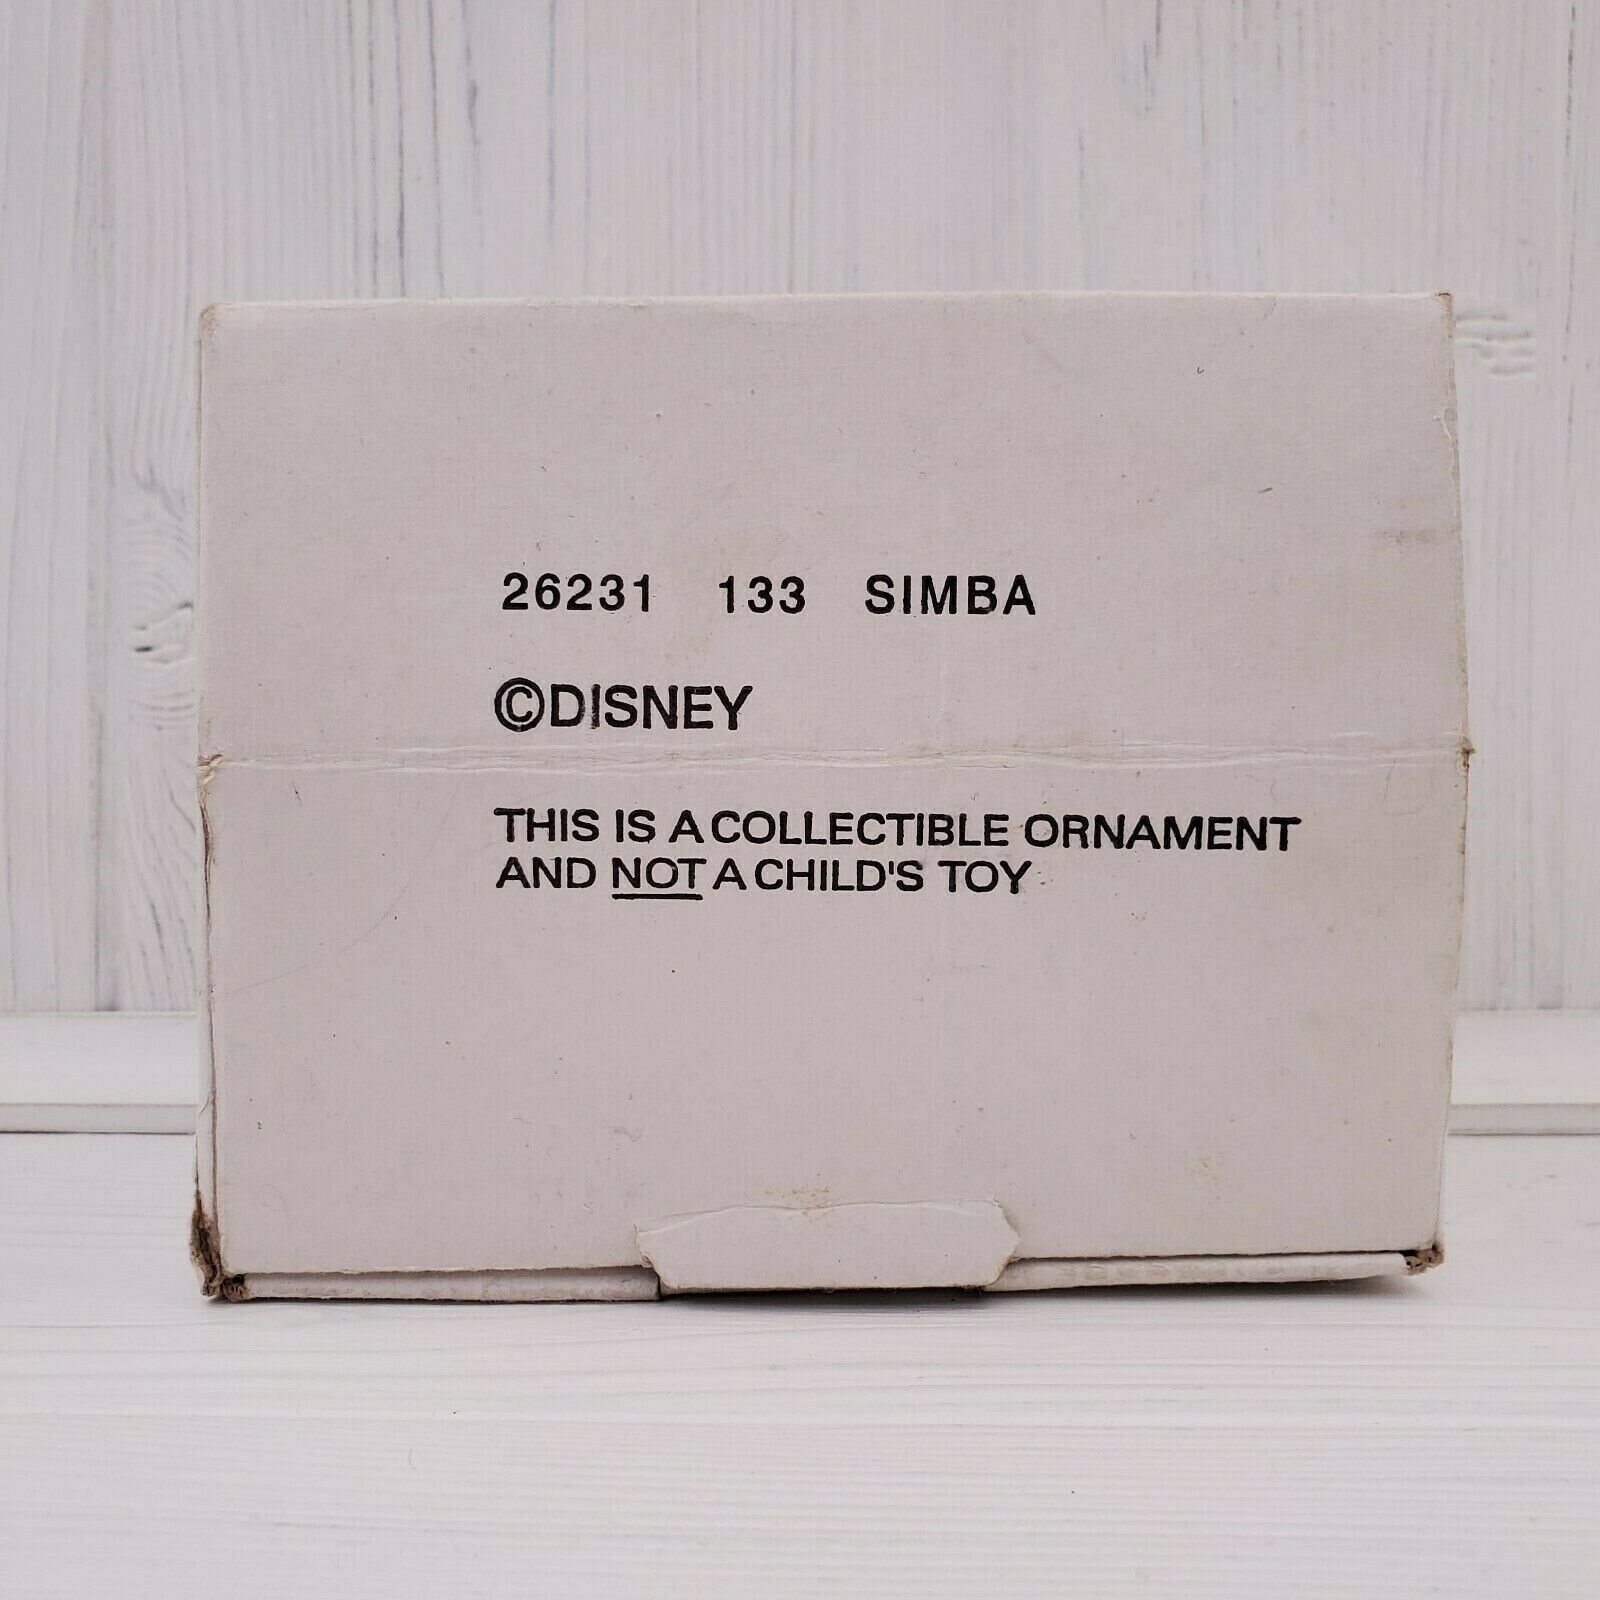 26231 133 SIMBA
©DISNEY
THIS IS A COLLECTIBLE ORNAMENT
AND NOT A CHILD'S TOY